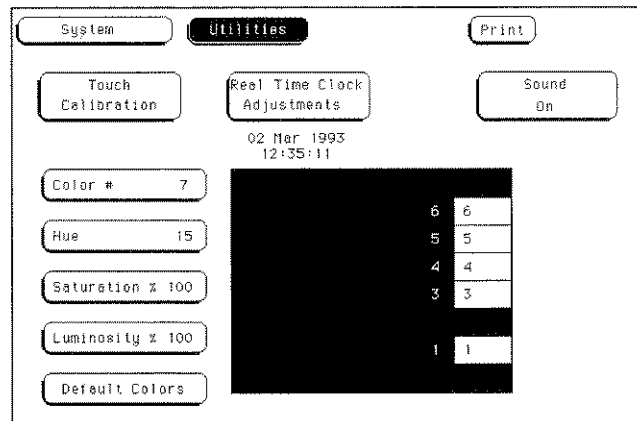 System Utilities Print
Touch Calibration
Real Time Clock Adjustments
Sound On
02 Mar 1993
12:35:11
Color # 7
Hue 15
Saturation % 100
Luminosity % 100
Default Colors
6 6
5 5
4 4
3 3
1 1